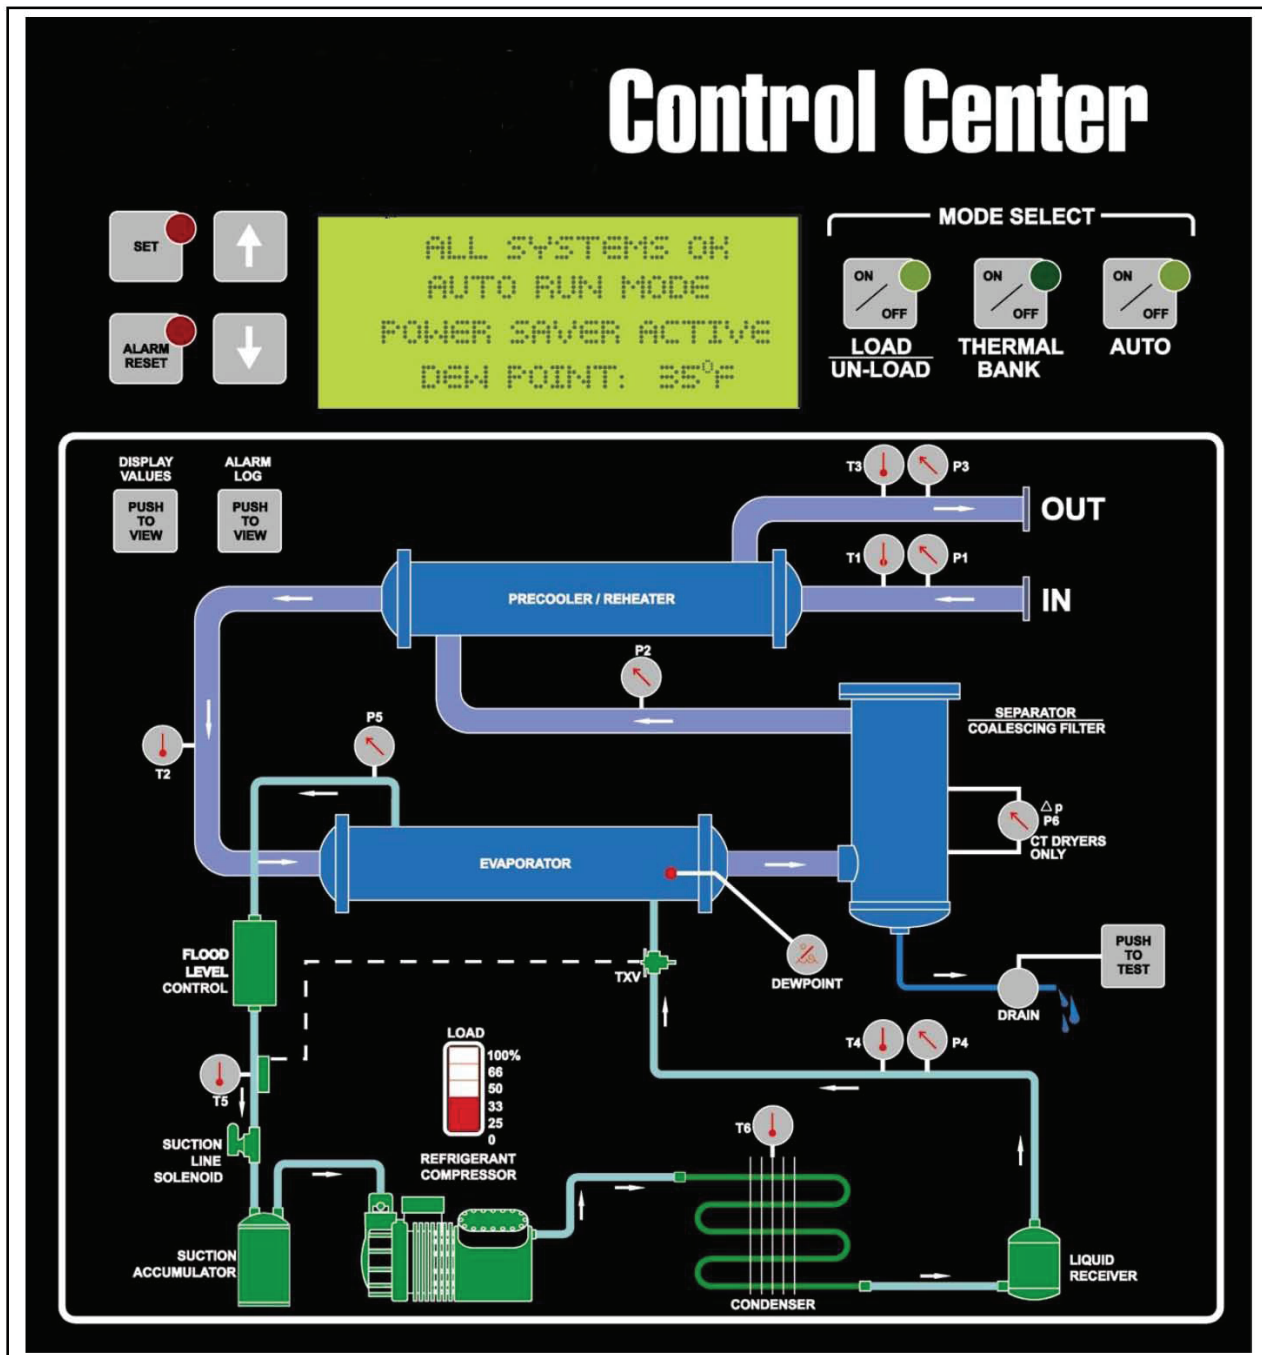 Control Center
SET
ALARM
RESET
ALL SYSTEMS OK
AUTO RUN MODE
POWER SAVER ACTIVE
DEW POINT: 35°F
MODE SELECT
ON
OFF
LOAD
UN-LOAD
ON
OFF
THERMAL
BANK
ON
OFF
AUTO
DISPLAY
VALUES
PUSH
TO
VIEW
ALARM
LOG
PUSH
TO
VIEW
T3
P3
OUT
T1
P1
IN
PRECOOLER / REHEATER
P2
SEPARATOR
COALESCING FILTER
T2
P5
△ p
P6
CT DRYERS
ONLY
EVAPORATOR
FLOOD
LEVEL
CONTROL
TXV
DEWPOINT
PUSH
TO
TEST
DRAIN
LOAD
100%
66
50
33
25
0
REFRIGERANT
COMPRESSOR
T4
P4
T5
T6
SUCTION
LINE
SOLENOID
SUCTION
ACCUMULATOR
CONDENSER
LIQUID
RECEIVER